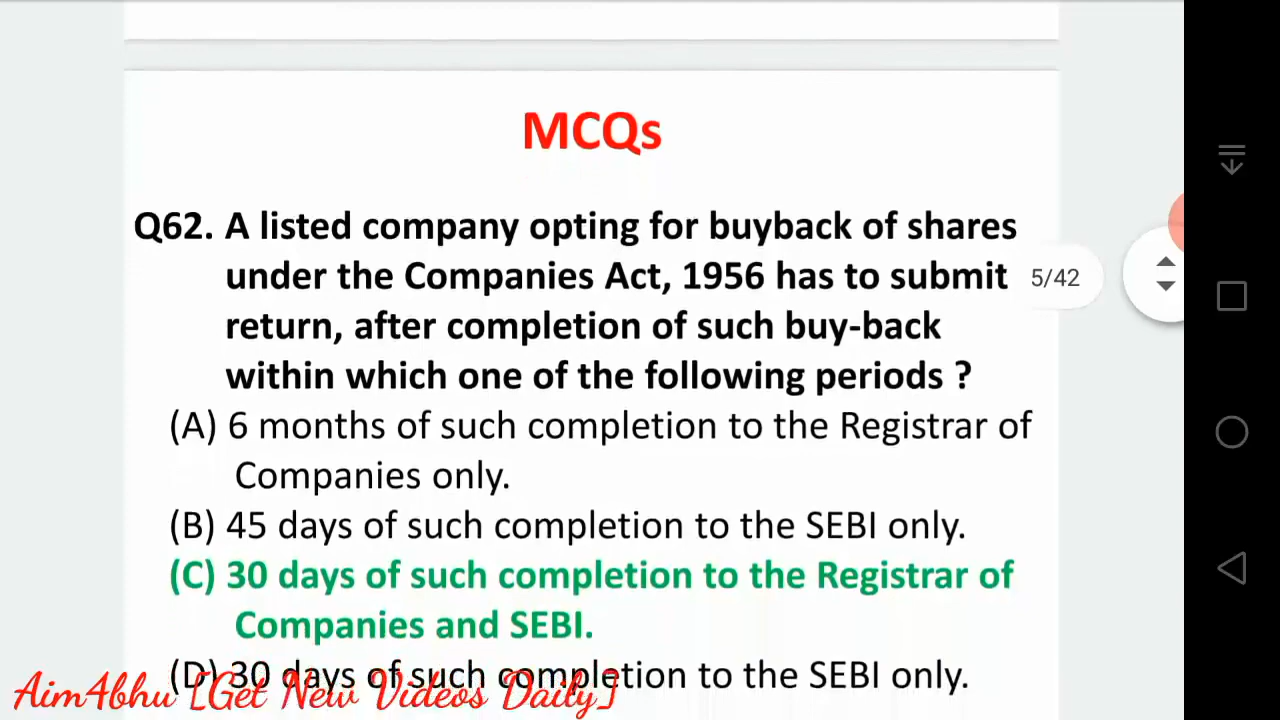 MCQs
Q62. A listed company opting for buyback of shares
under the Companies Act, 1956 has to submit
return, after completion of such buy-back
within which one of the following periods ?
(A) 6 months of such completion to the Registrar of
Companies only.
(B) 45 days of such completion to the SEBI only.
(C) 30 days of such completion to the Registrar of
Companies and SEBI.
(D) 30 days of such completion to the SEBI only.
Aim4bhu [Get New Videos Daily]
5/42